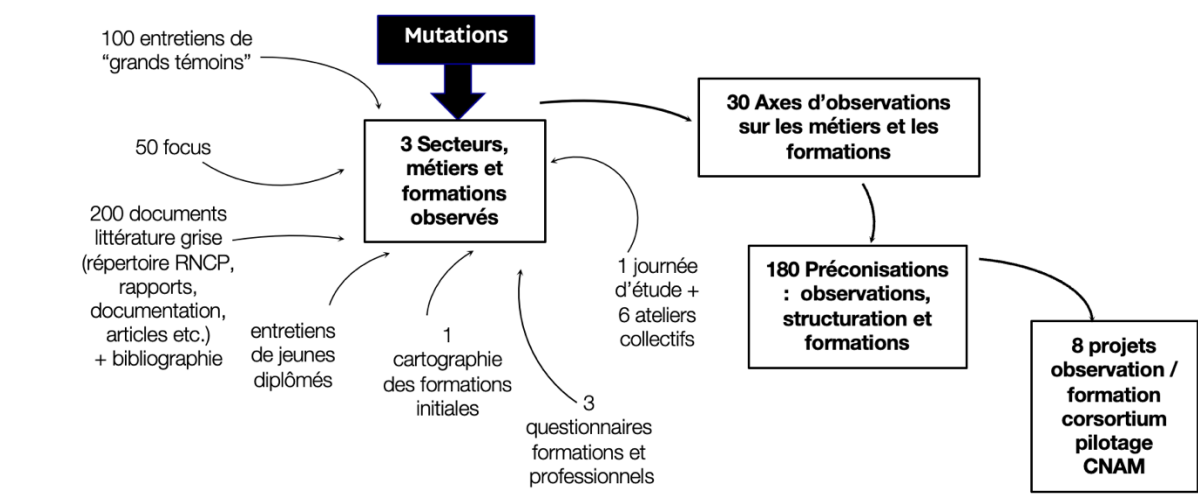 100 entretiens de
“grands témoins”
Mutations
50 focus
200 documents
littérature grise
(répertoire RNCP,
rapports,
documentation,
articles etc.)
+ bibliographie
entretiens
de jeunes
diplômés
1
cartographie
des formations
initiales
3
questionnaires
formations et
professionnels
1 journée
d’étude +
6 ateliers
collectifs
3 Secteurs,
métiers et
formations
observés
30 Axes d’observations
sur les métiers et les
formations
180 Préconisations
: observations,
structuration et
formations
8 projets
observation /
formation
consortium
pilotage
CNAM